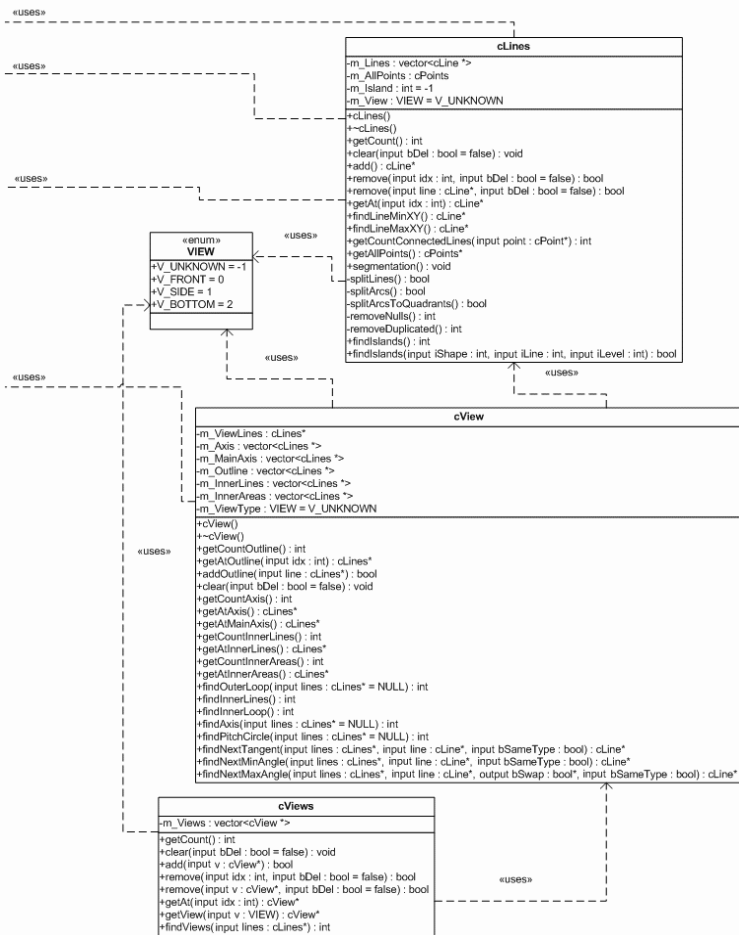 «uses»
cLines
-m_Lines : vector<cLine *>
-m_AllPoints : cPoints
-m_Island : int = -1
-m_View : VIEW = V_UNKNOWN
+cLines()
+~cLines()
+getCount() : int
+clear(input bDel : bool = false) : void
+add() : cLine*
+remove(input idx : int, input bDel : bool = false) : bool
+remove(input line : cLine*, input bDel : bool = false) : bool
+getAt(input idx : int) : cLine*
+findLineMinXY() : cLine*
+findLineMaxXY() : cLine*
+getCountConnectedLines(input point : cPoint*) : int
+getAllPoints() : cPoints*
+segmentation() : void
-splitLines() : bool
-splitArcs() : bool
-splitArcsToQuadrants() : bool
-removeNulls() : int
-removeDuplicated() : int
+findIslands() : int
+findIslands(input iShape : int, input iLine : int, input iLevel : int) : bool
«uses»
«uses»
«uses»
«enum»
VIEW
+V_UNKNOWN = -1
+V_FRONT = 0
+V_SIDE = 1
+V_BOTTOM = 2
«uses»
«uses»
«uses»
cView
-m_ViewLines : cLines*
-m_Axis : vector<cLines *>
-m_MainAxis : vector<cLines *>
-m_Outline : vector<cLines *>
-m_InnerLines : vector<cLines *>
-m_InnerAreas : vector<cLines *>
-m_ViewType : VIEW = V_UNKNOWN
+cView()
+~cView()
+getCountOutline() : int
+getAtOutline(input idx : int) : cLines*
+addOutline(input line : cLines*) : bool
+clear(input bDel : bool = false) : void
+getCountAxis() : int
+getAtAxis() : cLines*
+getAtMainAxis() : cLines*
+getCountInnerLines() : int
+getAtInnerLines() : cLines*
+getCountInnerAreas() : int
+getAtInnerAreas() : cLines*
+findOuterLoop(input lines : cLines* = NULL) : int
+findInnerLines() : int
+findInnerLoop() : int
+findAxis(input lines : cLines* = NULL) : int
+findPitchCircle(input lines : cLines* = NULL) : int
+findNextTangent(input lines : cLines*, input line : cLine*, input bSameType : bool) : cLine*
+findNextMinAngle(input lines : cLines*, input line : cLine*, input bSameType : bool) : cLine*
+findNextMaxAngle(input lines : cLines*, input line : cLine*, output bSwap : bool*, input bSameType : bool) : cLine*
«uses»
cViews
-m_Views : vector<cView *>
+getCount() : int
+clear(input bDel : bool = false) : void
+add(input v : cView*) : bool
+remove(input idx : int, input bDel : bool = false) : bool
+remove(input v : cView*, input bDel : bool = false) : bool
+getAt(input idx : int) : cView*
+getView(input v : VIEW) : cView*
+findViews(input lines : cLines*) : int
«uses»